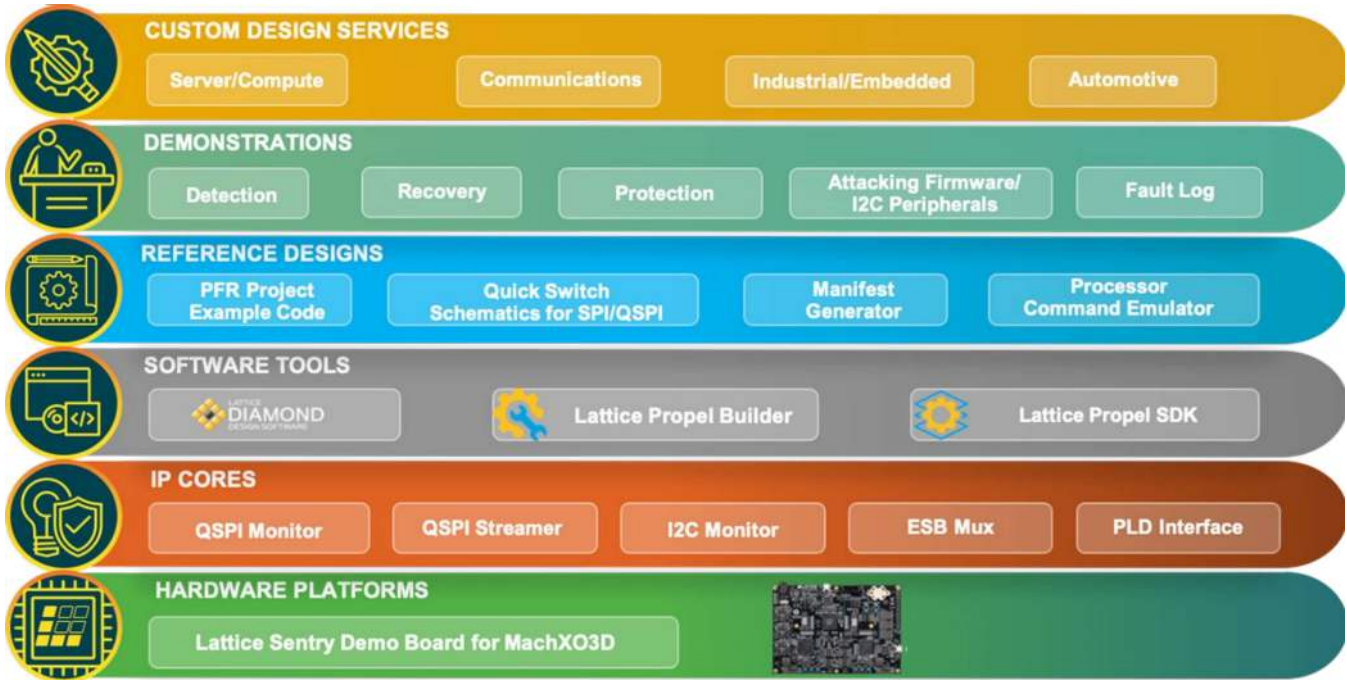 CUSTOM DESIGN SERVICES
Server/Compute
Communications
Industrial/Embedded
Automotive
DEMONSTRATIONS
Detection
Recovery
Protection
Attacking Firmware/
I2C Peripherals
Fault Log
REFERENCE DESIGNS
PFR Project
Example Code
Quick Switch
Schematics for SPI/QSPI
Manifest
Generator
Processor
Command Emulator
SOFTWARE TOOLS
LATTICE
DIAMOND
DESIGN SOFTWARE
Lattice Propel Builder
Lattice Propel SDK
IP CORES
QSPI Monitor
QSPI Streamer
I2C Monitor
ESB Mux
PLD Interface
HARDWARE PLATFORMS
Lattice Sentry Demo Board for MachXO3D